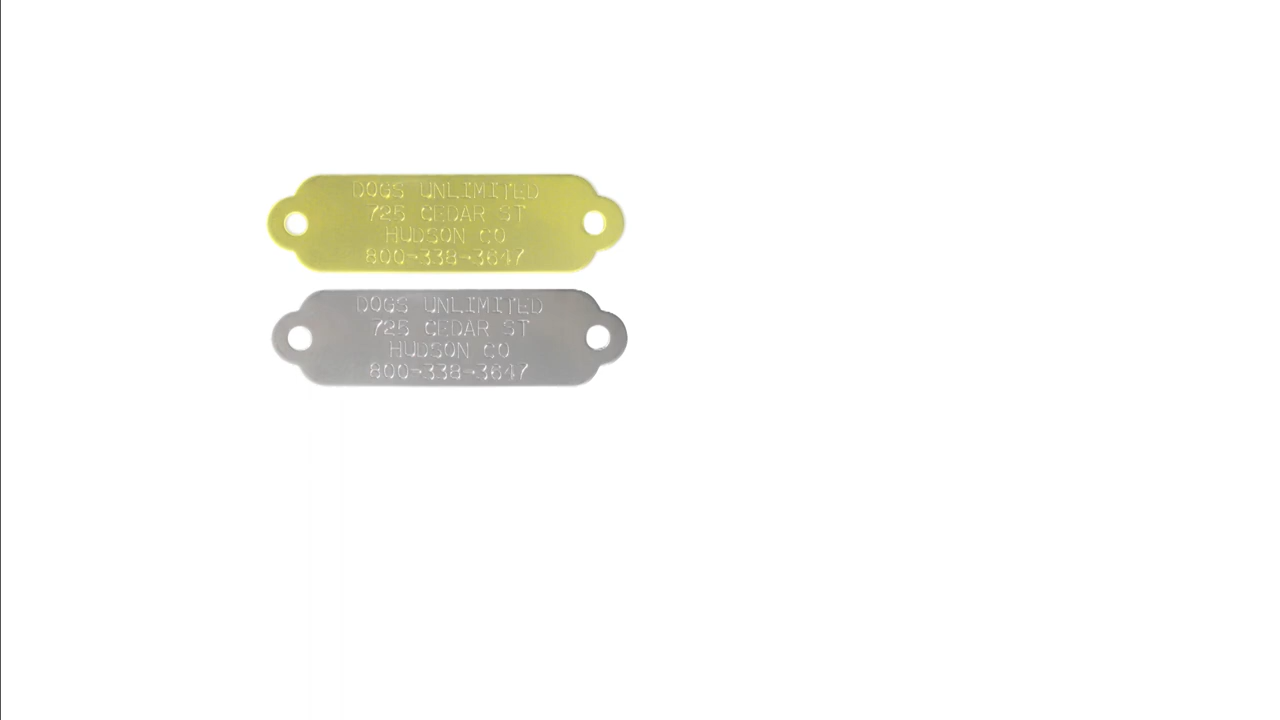 DOGS UNLIMITED
725 CEDAR ST
HUDSON CO
800-338-3647
DOGS UNLIMITED
725 CEDAR ST
HUDSON CO
800-338-3647